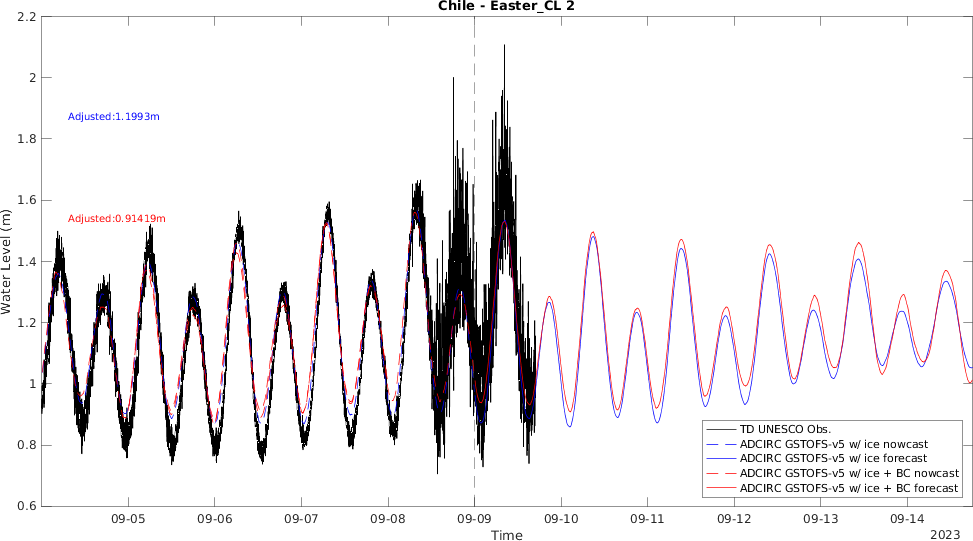 Chile - Easter_CL 2
2.2
2
1.8
1.6
1.4
1.2
1
0.8
0.6
Water Level (m)
Adjusted:1.1993m
Adjusted:0.91419m
TD UNESCO Obs.
ADCIRC GSTOFS-v5 w/ ice nowcast
ADCIRC GSTOFS-v5 w/ ice forecast
ADCIRC GSTOFS-v5 w/ ice + BC nowcast
ADCIRC GSTOFS-v5 w/ ice + BC forecast
09-05 09-06 09-07 09-08 09-09 09-10 09-11 09-12 09-13 09-14
Time
2023